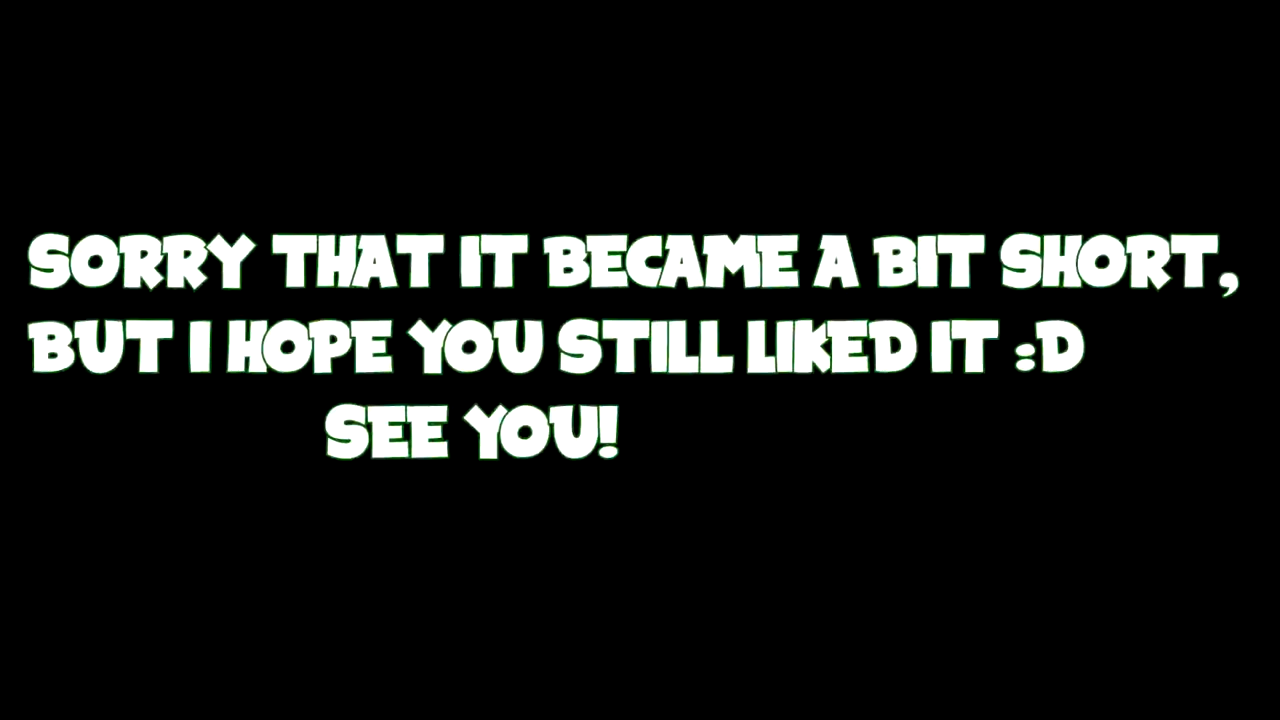 SORRY THAT IT BECAME A BIT SHORT,
BUT I HOPE YOU STILL LIKED IT :D
SEE YOU!